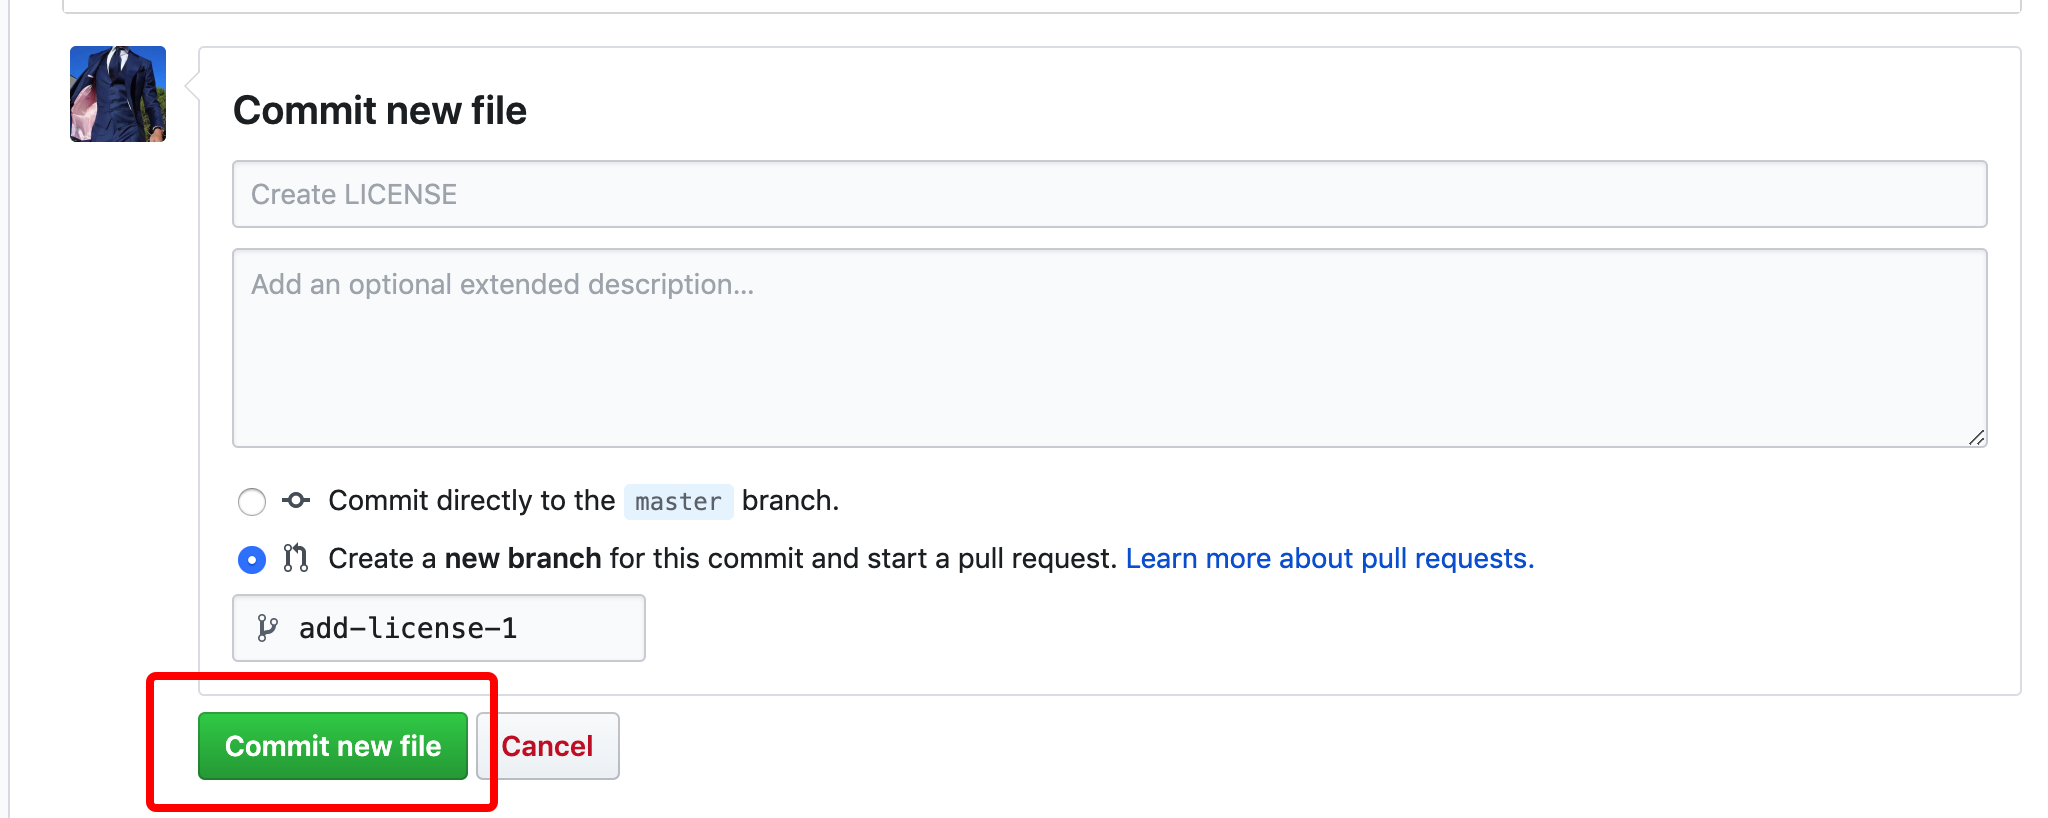 Commit new file
Create LICENSE
Add an optional extended description...
Commit directly to the master branch.
Create a new branch for this commit and start a pull request. Learn more about pull requests.
add-license-1
Commit new file Cancel